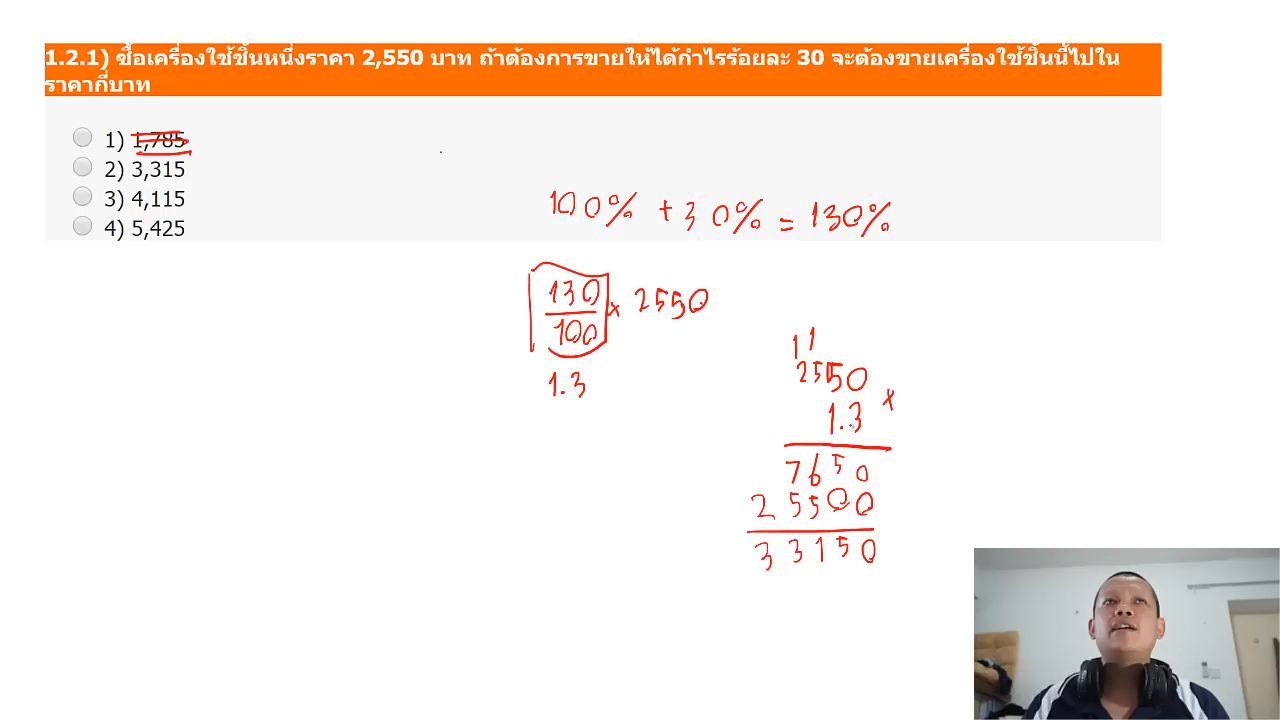 1.2.1) ซื้อเครื่องใช้ชิ้นหนึ่งราคา 2,550 บาท ถ้าต้องการขายให้ได้กำไรร้อยละ 30 จะต้องขายเครื่องใช้ชิ้นนี้ไปใน
ราคากี่บาท
1) 1,785
2) 3,315
3) 4,115
4) 5,425
100% + 30% = 130%
130
100
x 2550
1.3
1 1
2550
x
1.3
7650
25500
33150